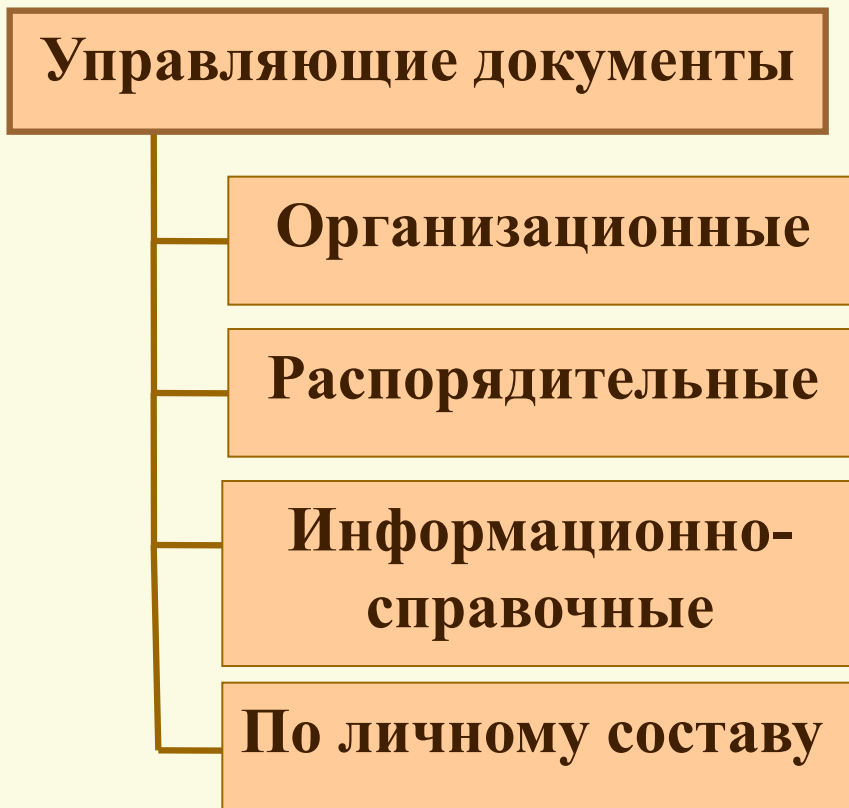 Управляющие документы
Организационные
Распорядительные
Информационно-
справочные
По личному составу